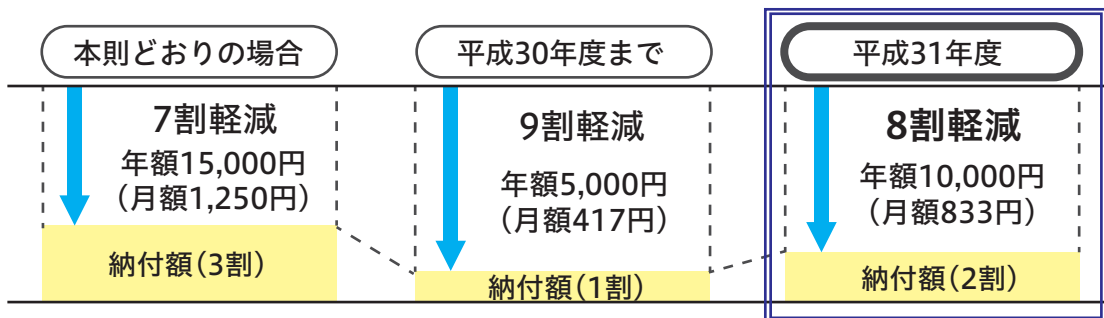 本則どおりの場合
7割軽減
年額15,000円
(月額1,250円)
納付額(3割)
平成30年度まで
9割軽減
年額5,000円
(月額417円)
納付額(1割)
平成31年度
8割軽減
年額10,000円
(月額833円)
納付額(2割)